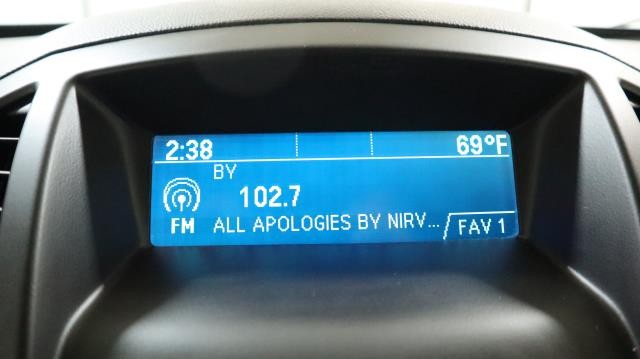 2:38 69°F
BY
102.7
FM ALL APOLOGIES BY NIRV... FAV 1